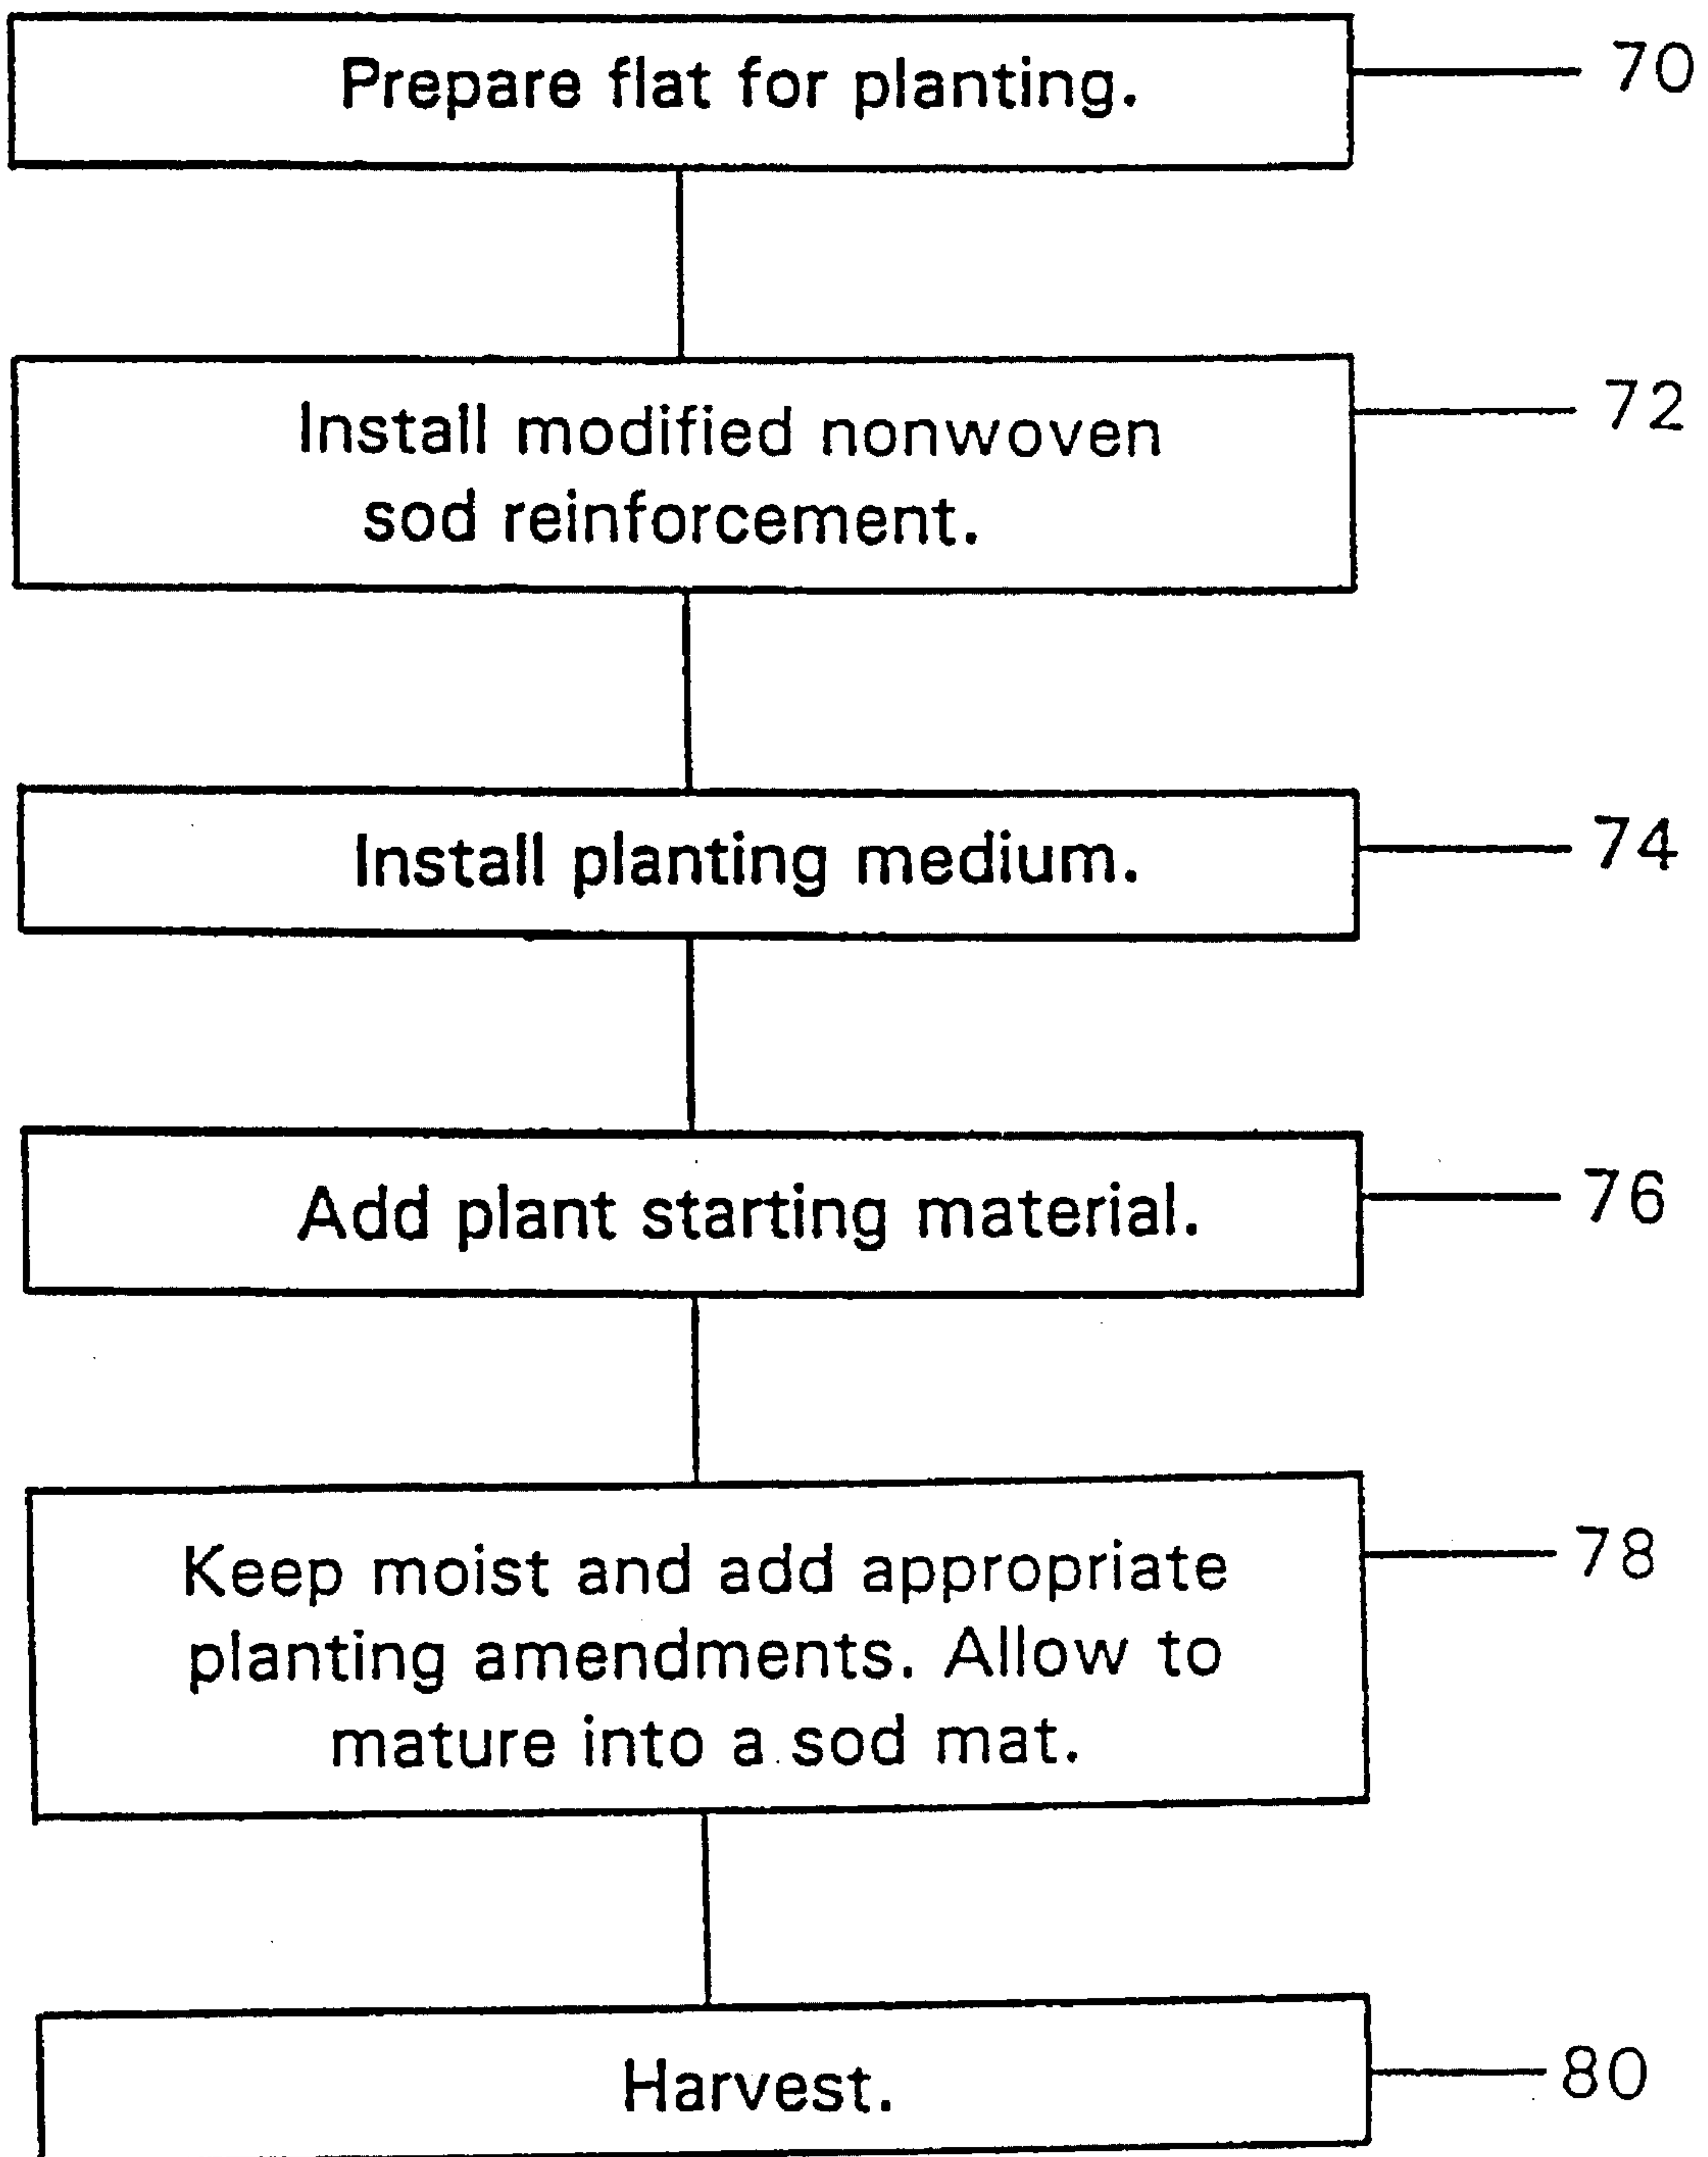 Prepare flat for planting.
70
Install modified nonwoven
sod reinforcement.
72
Install planting medium.
74
Add plant starting material.
76
Keep moist and add appropriate
planting amendments. Allow to
mature into a sod mat.
78
Harvest.
80